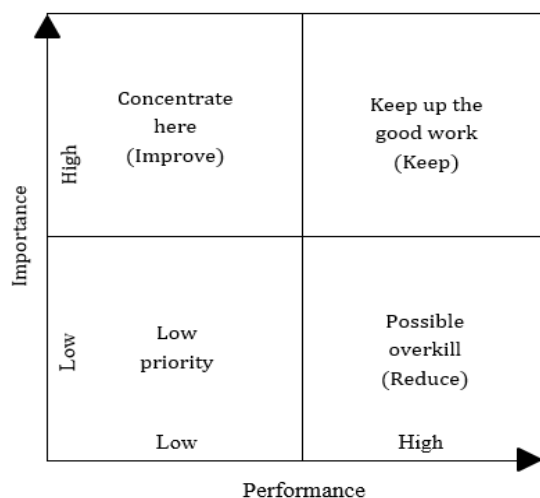 Concentrate
here
(Improve)
Keep up the
good work
(Keep)
High
Importance
Low
priority
Possible
overkill
(Reduce)
Low
Low
High
Performance